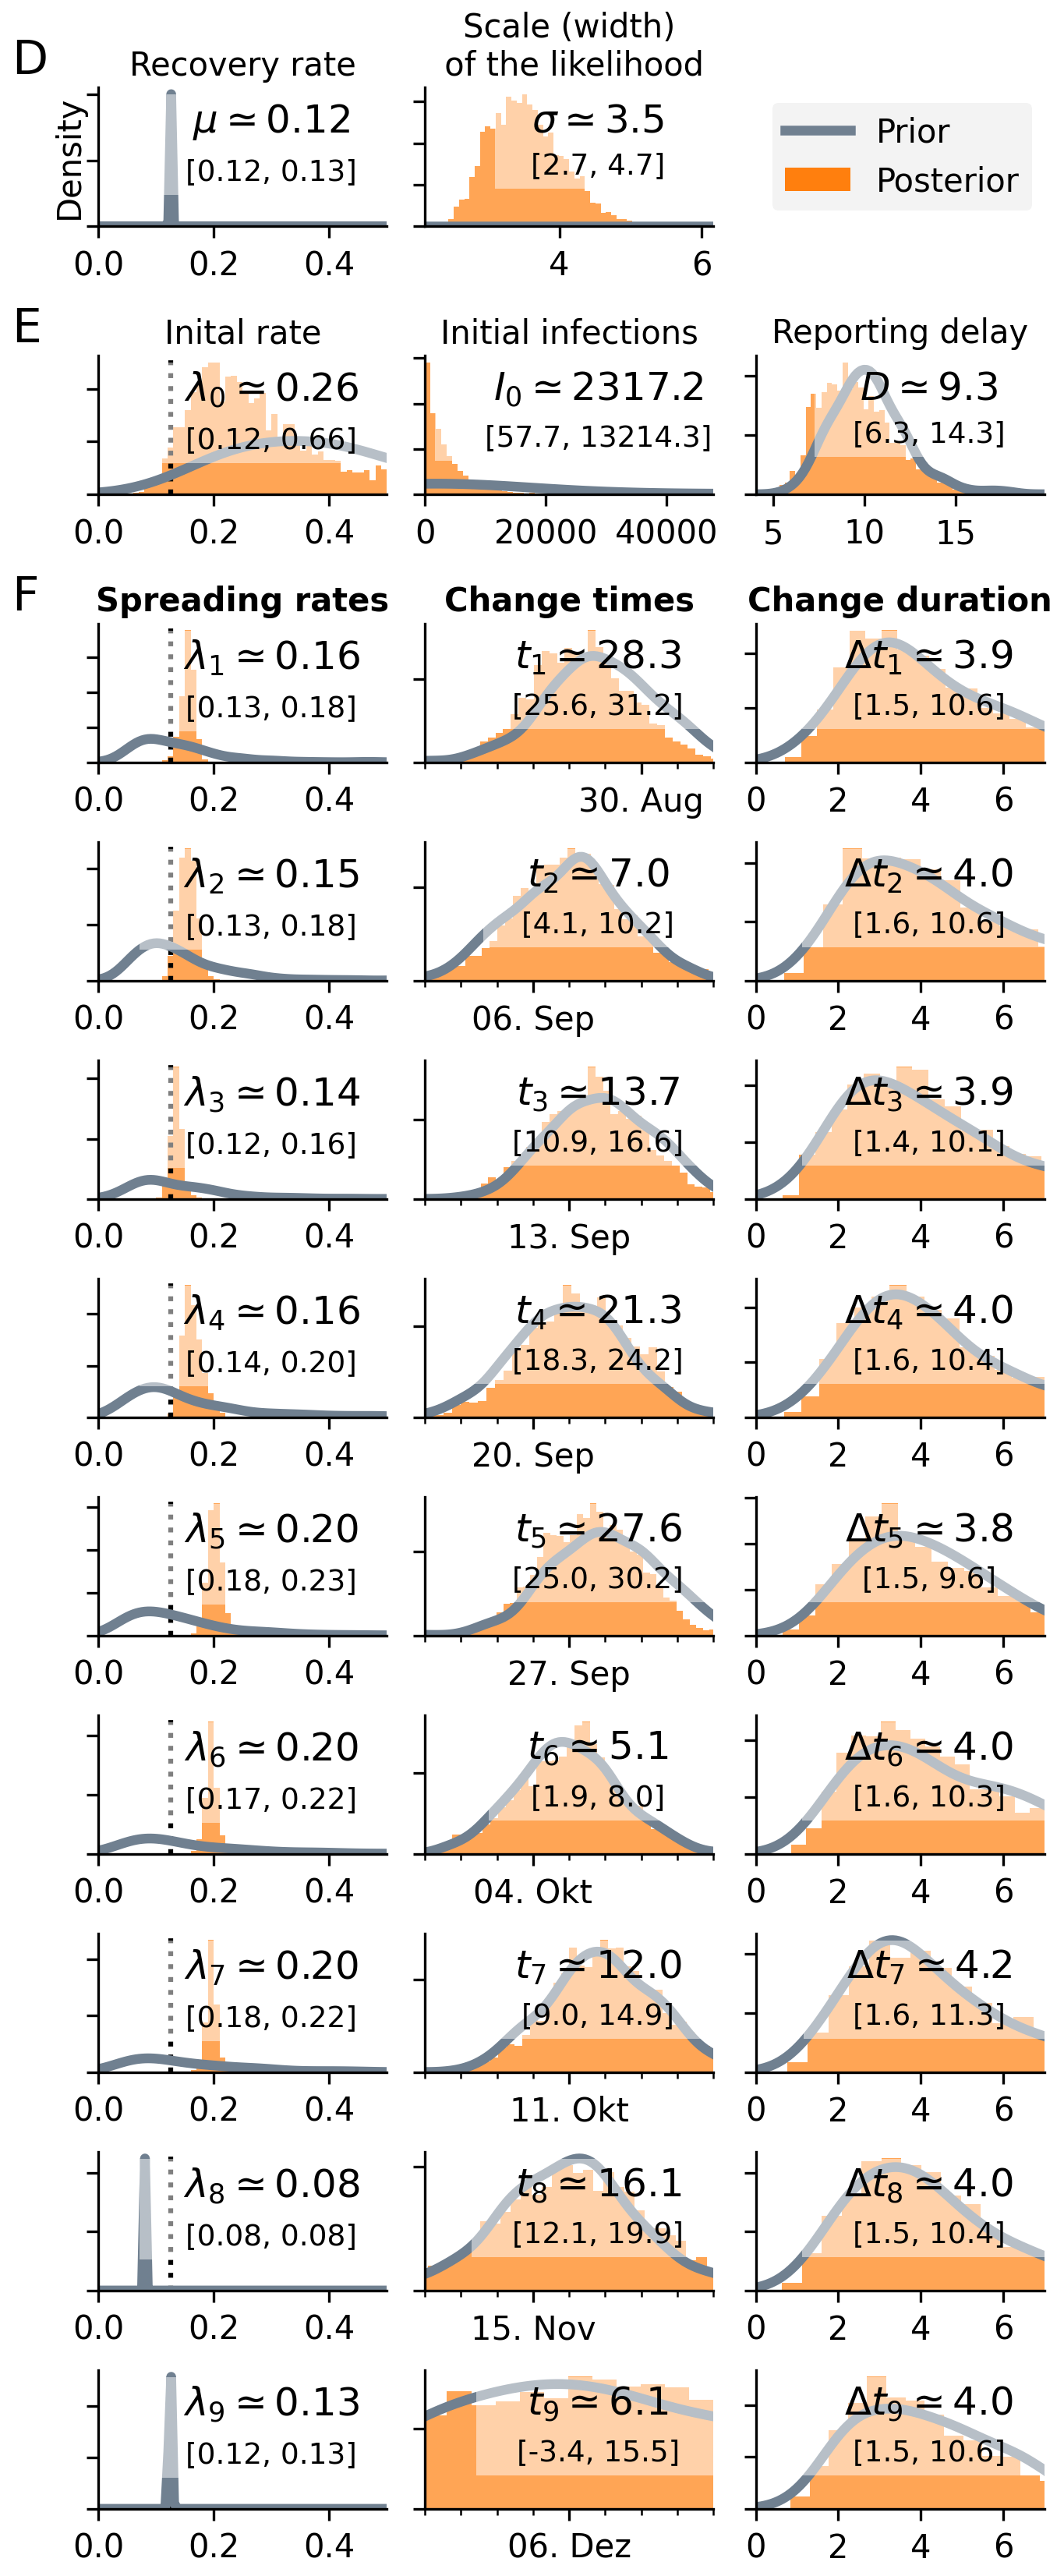 D
Recovery rate
Scale (width)
of the likelihood
Density
μ ≃ 0.12
[0.12, 0.13]
σ ≃ 3.5
[2.7, 4.7]
Prior
Posterior
0.0 0.2 0.4
4 6
E
Inital rate
Initial infections
Reporting delay
λ0 ≃ 0.26
[0.12, 0.66]
I0 ≃ 2317.2
[57.7, 13214.3]
D ≃ 9.3
[6.3, 14.3]
0.0 0.2 0.4
0 20000 40000
5 10 15
F
Spreading rates
Change times
Change duration
λ1 ≃ 0.16
[0.13, 0.18]
t1 ≃ 28.3
[25.6, 31.2]
Δt1 ≃ 3.9
[1.5, 10.6]
0.0 0.2 0.4
30. Aug
0 2 4 6
λ2 ≃ 0.15
[0.13, 0.18]
t2 ≃ 7.0
[4.1, 10.2]
Δt2 ≃ 4.0
[1.6, 10.6]
0.0 0.2 0.4
06. Sep
0 2 4 6
λ3 ≃ 0.14
[0.12, 0.16]
t3 ≃ 13.7
[10.9, 16.6]
Δt3 ≃ 3.9
[1.4, 10.1]
0.0 0.2 0.4
13. Sep
0 2 4 6
λ4 ≃ 0.16
[0.14, 0.20]
t4 ≃ 21.3
[18.3, 24.2]
Δt4 ≃ 4.0
[1.6, 10.4]
0.0 0.2 0.4
20. Sep
0 2 4 6
λ5 ≃ 0.20
[0.18, 0.23]
t5 ≃ 27.6
[25.0, 30.2]
Δt5 ≃ 3.8
[1.5, 9.6]
0.0 0.2 0.4
27. Sep
0 2 4 6
λ6 ≃ 0.20
[0.17, 0.22]
t6 ≃ 5.1
[1.9, 8.0]
Δt6 ≃ 4.0
[1.6, 10.3]
0.0 0.2 0.4
04. Okt
0 2 4 6
λ7 ≃ 0.20
[0.18, 0.22]
t7 ≃ 12.0
[9.0, 14.9]
Δt7 ≃ 4.2
[1.6, 11.3]
0.0 0.2 0.4
11. Okt
0 2 4 6
λ8 ≃ 0.08
[0.08, 0.08]
t8 ≃ 16.1
[12.1, 19.9]
Δt8 ≃ 4.0
[1.5, 10.4]
0.0 0.2 0.4
15. Nov
0 2 4 6
λ9 ≃ 0.13
[0.12, 0.13]
t9 ≃ 6.1
[-3.4, 15.5]
Δt9 ≃ 4.0
[1.5, 10.6]
0.0 0.2 0.4
06. Dez
0 2 4 6